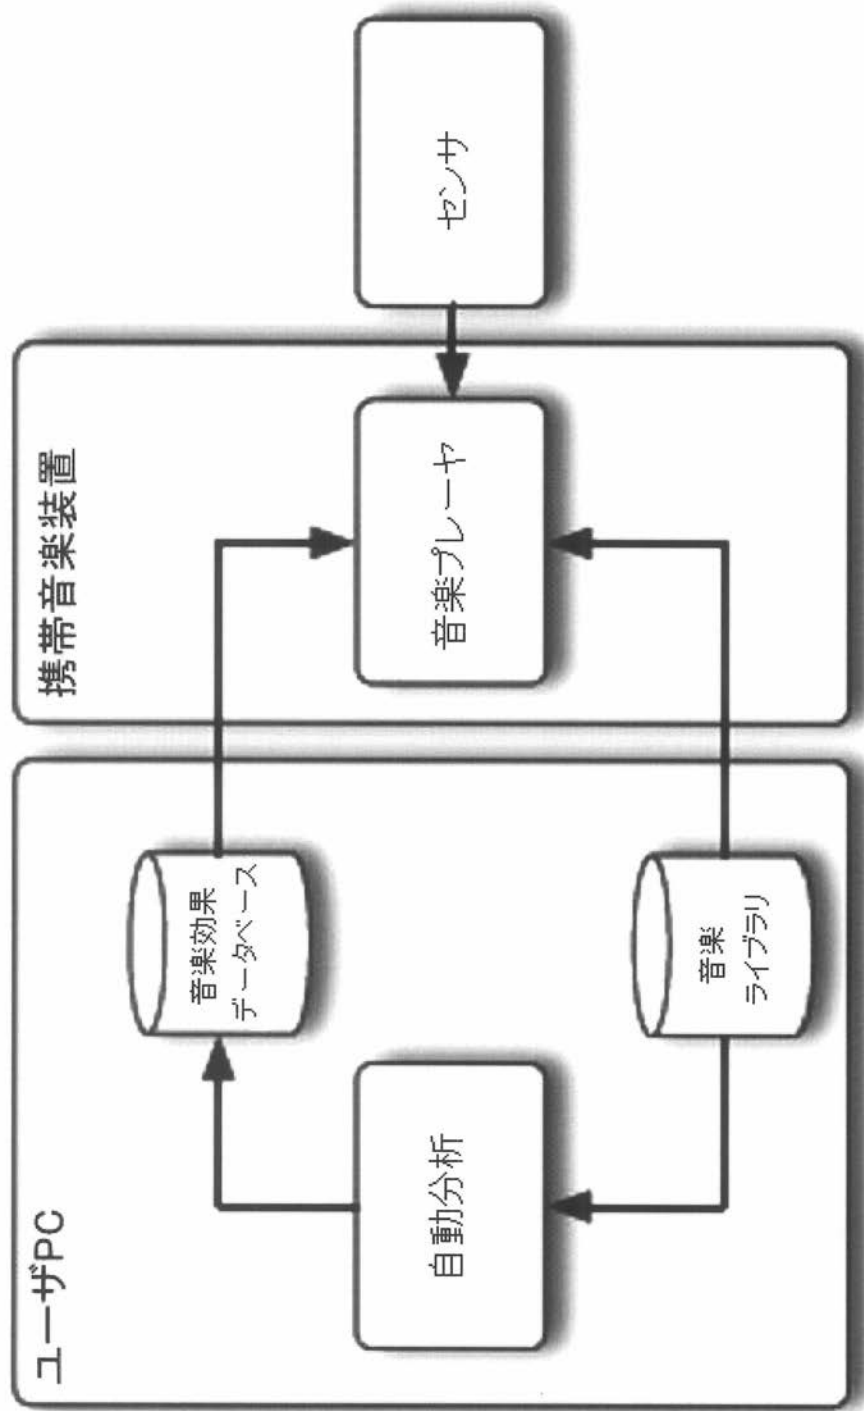 ユーザPC
音楽効果
データベース
自動分析
音楽
ライブラリ
携帯音楽装置
音楽プレーヤ
センサ